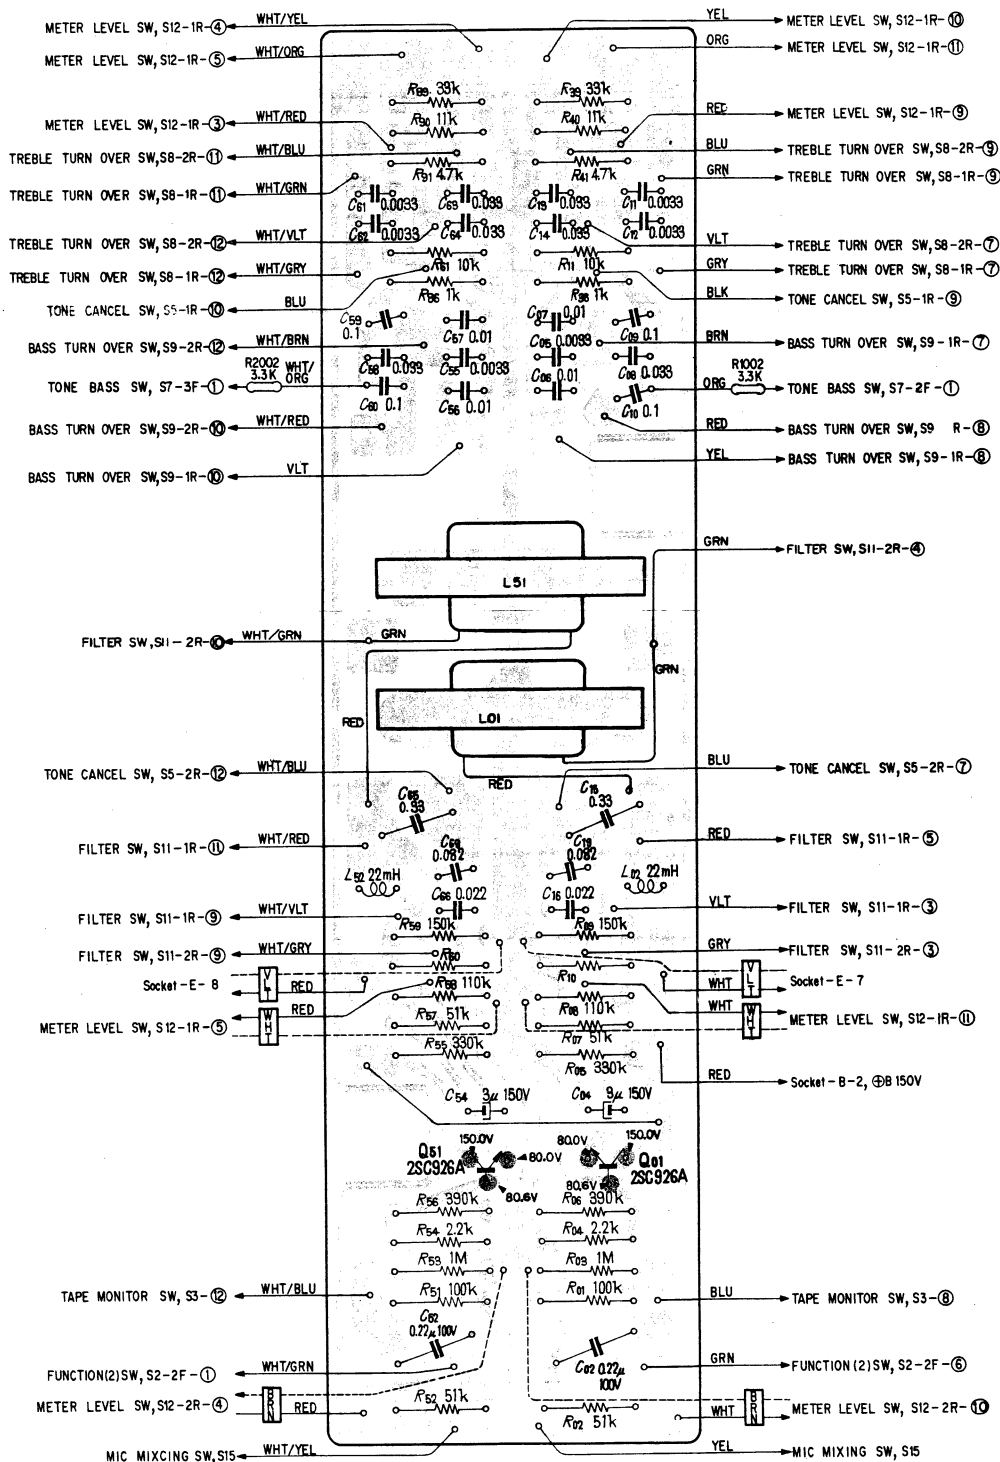 METER LEVEL SW, S12-1R-④ WHT/YEL
YEL METER LEVEL SW, S12-1R-⑩
METER LEVEL SW, S12-1R-⑤ WHT/ORG
ORG METER LEVEL SW, S12-1R-⑪
R89 33k R39 33k
METER LEVEL SW, S12-1R-③ WHT/RED
R90 11k R40 11k
RED METER LEVEL SW, S12-1R-⑨
TREBLE TURN OVER SW, S8-2R-⑪ WHT/BLU
BLU TREBLE TURN OVER SW, S8-2R-⑨
R91 4.7k R41 4.7k
TREBLE TURN OVER SW, S8-1R-⑪ WHT/GRN
GRN TREBLE TURN OVER SW, S8-1R-⑨
C61 0.0033 C63 0.033 C13 0.033 C11 0.0033
C62 0.0033 C64 0.033 C14 0.033 C12 0.0033
TREBLE TURN OVER SW, S8-2R-⑫ WHT/VLT
VLT TREBLE TURN OVER SW, S8-2R-⑦
R61 10k R11 10k
TREBLE TURN OVER SW, S8-1R-⑫ WHT/GRY
GRY TREBLE TURN OVER SW, S8-1R-⑦
R86 1k R36 1k
TONE CANCEL SW, S5-1R-⑩ BLU
BLK TONE CANCEL SW, S5-1R-⑨
C59 0.1 C57 0.01 C07 0.01 C09 0.1
BASS TURN OVER SW, S9-2R-⑫ WHT/BRN
BRN BASS TURN OVER SW, S9-1R-⑦
C58 0.033 C55 0.0033 C05 0.0033 C08 0.033
R2002 3.3K WHT/ORG
R1002 3.3K
TONE BASS SW, S7-3F-①
ORG TONE BASS SW, S7-2F-①
C60 0.1 C56 0.01 C06 0.01 C10 0.1
BASS TURN OVER SW, S9-2R-⑩ WHT/RED
RED BASS TURN OVER SW, S9 R-⑧
BASS TURN OVER SW, S9-1R-⑩ VLT
YEL BASS TURN OVER SW, S9-1R-⑧
GRN FILTER SW, S11-2R-④
L51
FILTER SW, S11-2R-⑩ WHT/GRN GRN
GRN
L01
RED
RED
TONE CANCEL SW, S5-2R-⑫ WHT/BLU
BLU TONE CANCEL SW, S5-2R-⑦
C65 0.33 C15 0.33
FILTER SW, S11-1R-⑪ WHT/RED
RED FILTER SW, S11-1R-⑤
C69 0.082 C19 0.082
L52 22mH L02 22mH
C66 0.022 C16 0.022
FILTER SW, S11-1R-⑨ WHT/VLT
VLT FILTER SW, S11-1R-③
R59 150k R09 150k
FILTER SW, S11-2R-⑨ WHT/GRY
GRY FILTER SW, S11-2R-③
R60 R10
Socket-E-8 VLT RED
WHT VLT Socket-E-7
R58 110k R08 110k
METER LEVEL SW, S12-1R-⑤ WHT RED
WHT WHT METER LEVEL SW, S12-1R-⑪
R57 51k R07 51k
R55 330k R05 330k
RED Socket-B-2, ⊕B 150V
C54 3μ 150V C04 3μ 150V
150.0V 80.0V 150.0V
Q51 80.0V Q01
2SC926A 2SC926A
80.6V 80.6V
R56 390k R06 390k
R54 2.2k R04 2.2k
R53 1M R03 1M
R51 100k R01 100k
TAPE MONITOR SW, S3-⑫ WHT/BLU
BLU TAPE MONITOR SW, S3-⑧
C52 0.22μ 100V
C02 0.22μ 100V
FUNCTION(2)SW, S2-2F-① WHT/GRN
GRN FUNCTION(2)SW, S2-2F-⑥
METER LEVEL SW, S12-2R-④ BRN RED
WHT BRN METER LEVEL SW, S12-2R-⑩
R52 51k R02 51k
MIC MIXCING SW, S15 WHT/YEL
YEL MIC MIXING SW, S15